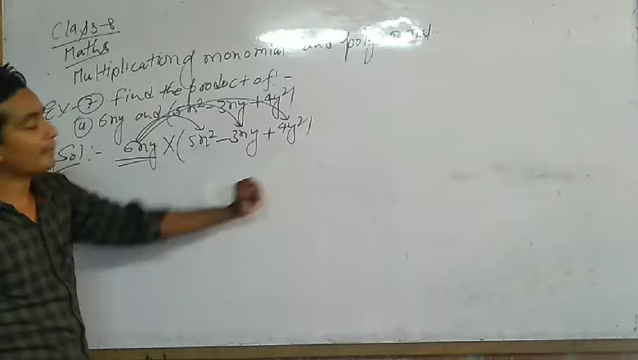 Class-8
Maths
Multiplication of monomial and polynomial.
Ex-7 find the product of:-
(a) 6xy and (5x²-3xy+4y²)
Sol:- 6xy×(5x²-3xy+4y²)